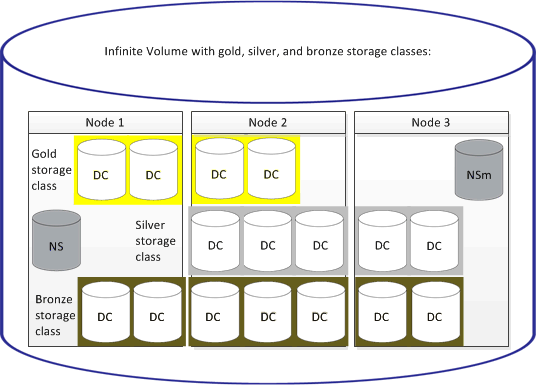 Infinite Volume with gold, silver, and bronze storage classes:
Node 1 Node 2 Node 3
Gold
storage
class
DC DC DC DC NSm
Silver
storage
class
NS DC DC DC DC DC
Bronze
storage
class
DC DC DC DC DC DC DC